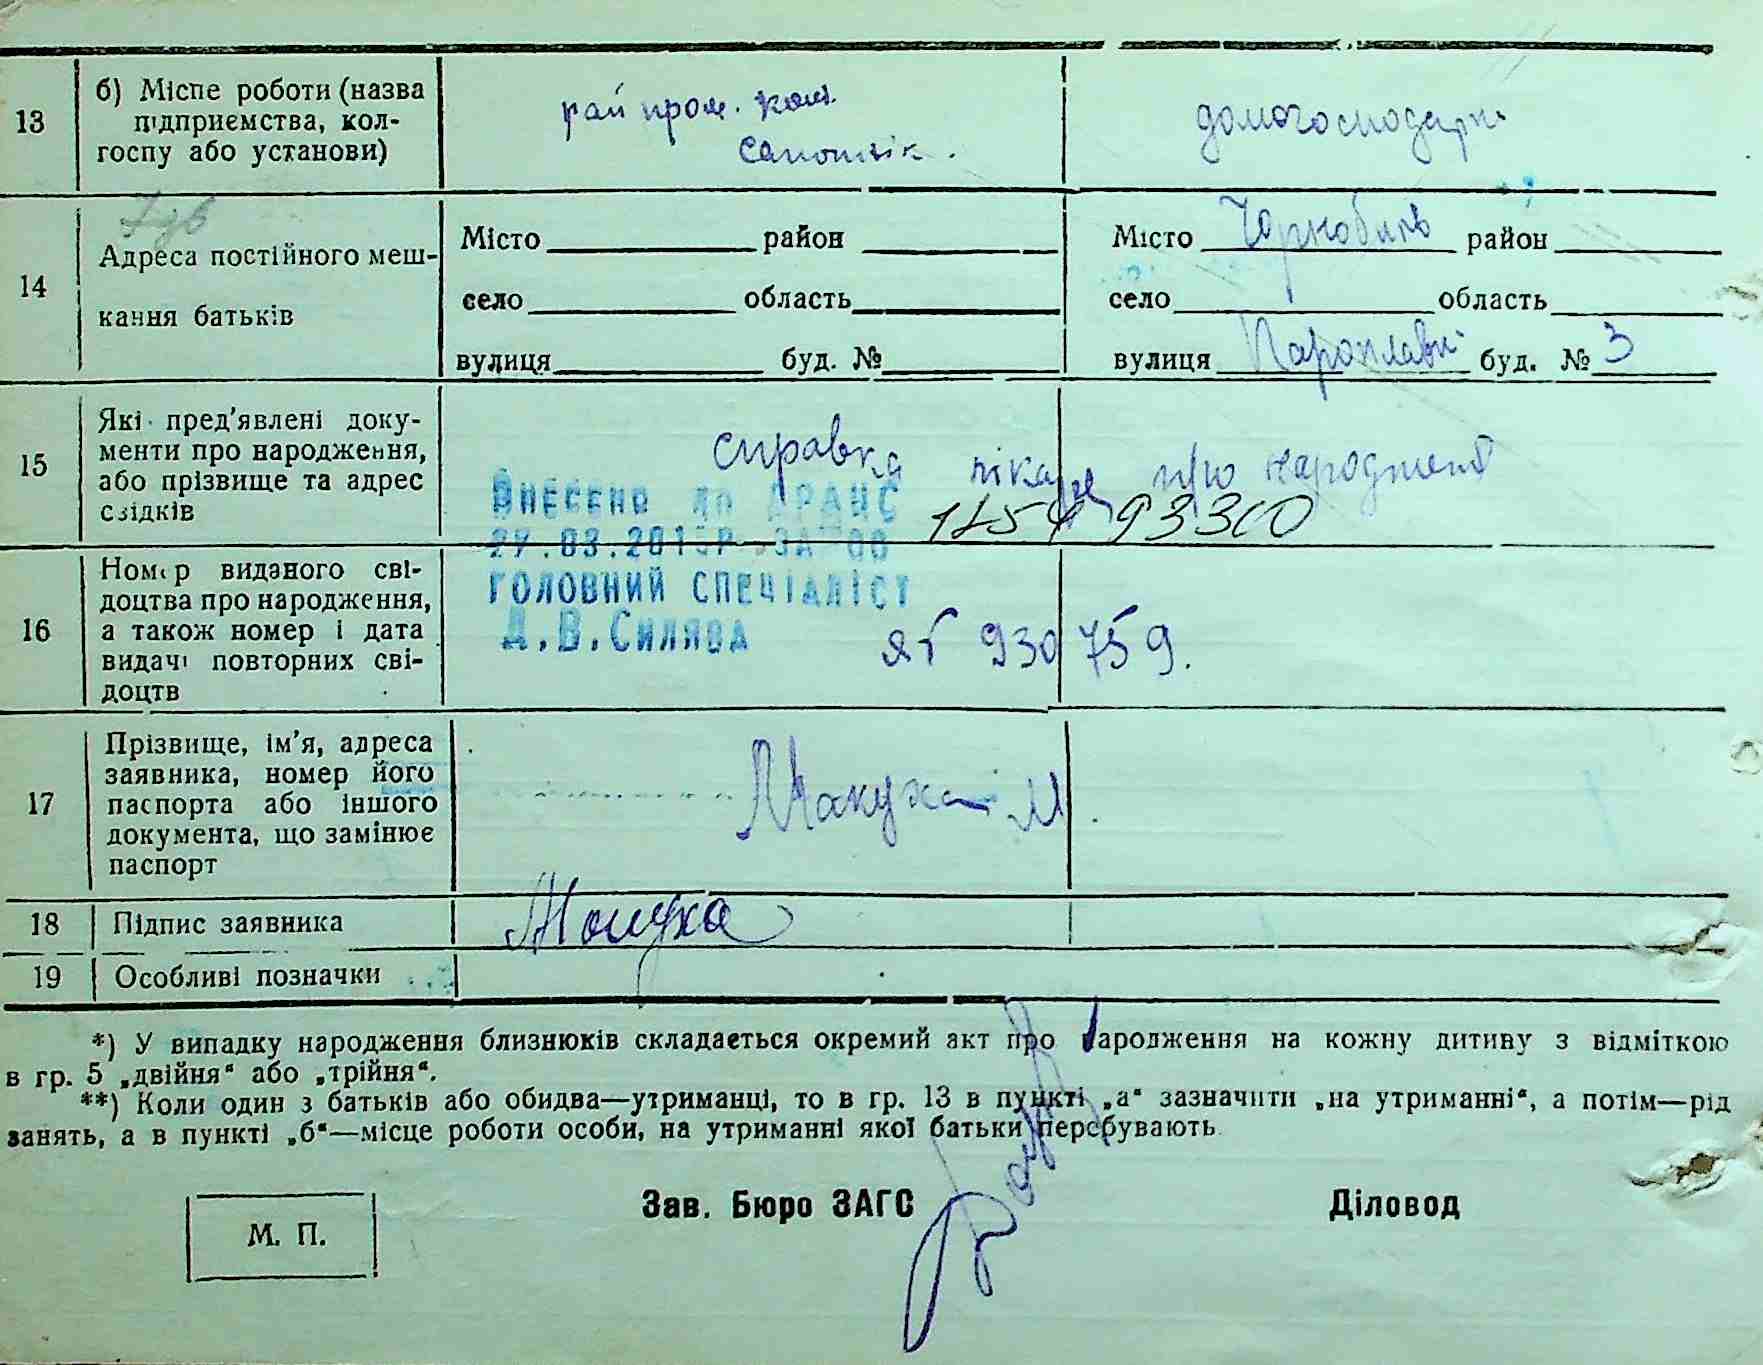 13
б) Місце роботи (назва
підприємства, кол-
госпу або установи)
рай пром. ком.
домогосподарка
14
Адреса постійного меш-
кання батьків
Місто район
село область
вулиця буд. №
Місто Чорнобиль район
село область
вулиця буд. № 3
15
Які пред'явлені доку-
менти про народження,
або прізвище та адрес
свідків
справка лікаря про народження
ВНЕСЕНО ДО ДРАЦС
ГОЛОВНИЙ СПЕЦІАЛІСТ
Д.В.Силява
16
Номер виданого сві-
доцтва про народження,
а також номер і дата
видачі повторних сві-
доцтв
930759.
17
Прізвище, ім'я, адреса
заявника, номер його
паспорта або іншого
документа, що замінює
паспорт
Макуха М.
18
Підпис заявника
19
Особливі позначки
*) У випадку народження близнюків складається окремий акт про народження на кожну дитину з відміткою
в гр. 5 „двійня“ або „трійня“.
**) Коли один з батьків або обидва—утриманці, то в гр. 13 в пункті „а“ зазначити „на утриманні“, а потім—рід
занять, а в пункті „б“—місце роботи особи, на утриманні якої батьки перебувають.
М. П.
Зав. Бюро ЗАГС
Діловод